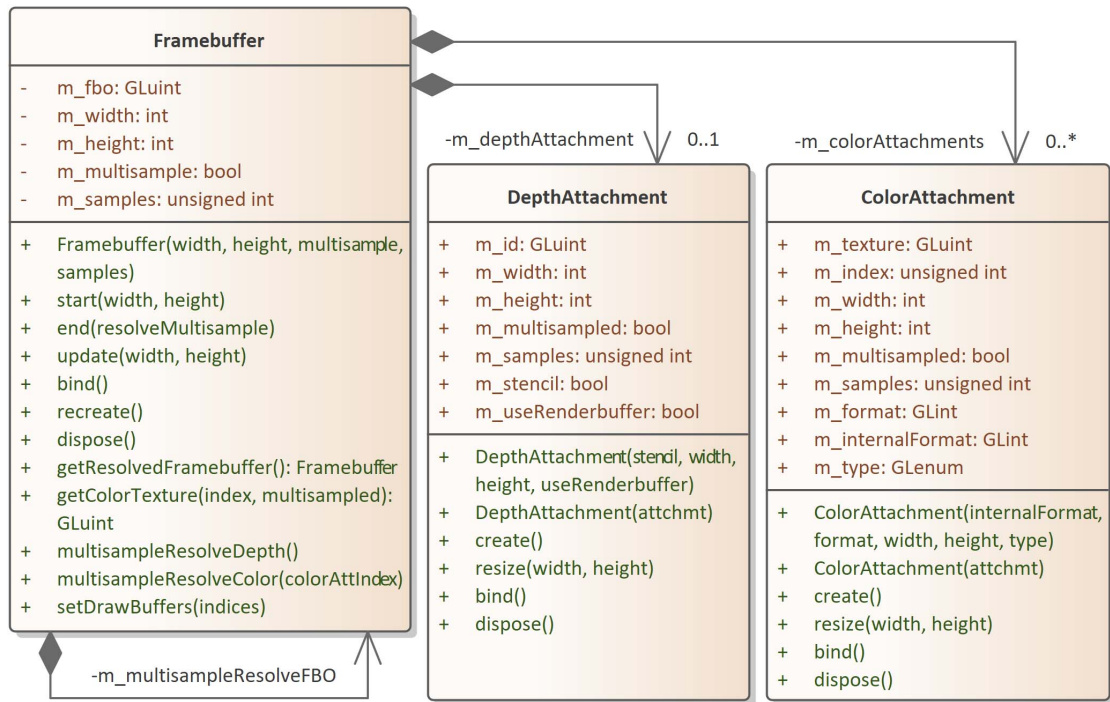 Framebuffer
- m_fbo: GLuint
- m_width: int
- m_height: int
- m_multisample: bool
- m_samples: unsigned int
+ Framebuffer(width, height, multisample,
samples)
+ start(width, height)
+ end(resolveMultisample)
+ update(width, height)
+ bind()
+ recreate()
+ dispose()
+ getResolvedFramebuffer(): Framebuffer
+ getColorTexture(index, multisampled):
GLuint
+ multisampleResolveDepth()
+ multisampleResolveColor(colorAttIndex)
+ setDrawBuffers(indices)
-m_multisampleResolveFBO
-m_depthAttachment 0..1
DepthAttachment
+ m_id: GLuint
+ m_width: int
+ m_height: int
+ m_multisampled: bool
+ m_samples: unsigned int
+ m_stencil: bool
+ m_useRenderbuffer: bool
+ DepthAttachment(stencil, width,
height, useRenderbuffer)
+ DepthAttachment(attchmt)
+ create()
+ resize(width, height)
+ bind()
+ dispose()
-m_colorAttachments 0..*
ColorAttachment
+ m_texture: GLuint
+ m_index: unsigned int
+ m_width: int
+ m_height: int
+ m_multisampled: bool
+ m_samples: unsigned int
+ m_format: GLint
+ m_internalFormat: GLint
+ m_type: GLenum
+ ColorAttachment(internalFormat,
format, width, height, type)
+ ColorAttachment(attchmt)
+ create()
+ resize(width, height)
+ bind()
+ dispose()